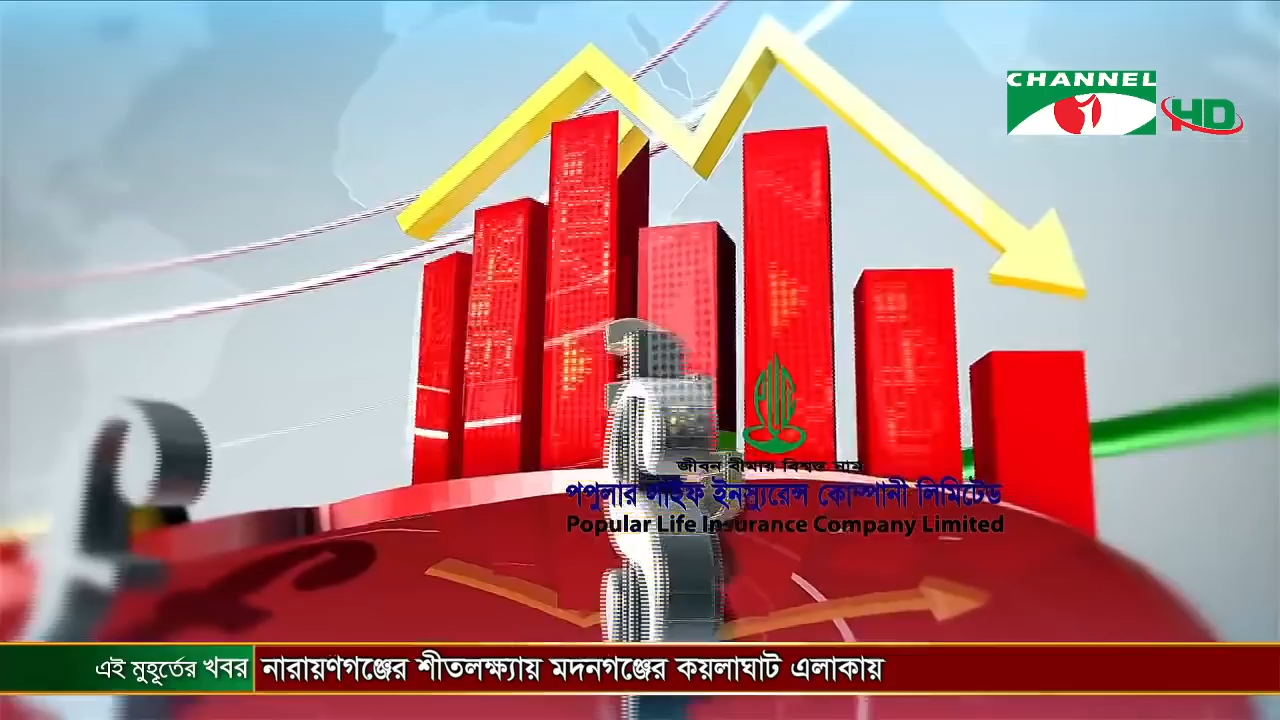 CHANNEL
HD
জীবন বীমায় বিশ্বস্ত নাম
পপুলার লাইফ ইনস্যুরেন্স কোম্পানী লিমিটেড
Popular Life Insurance Company Limited
এই মুহূর্তের খবর
নারায়ণগঞ্জের শীতলক্ষ্যায় মদনগঞ্জের কয়লাঘাট এলাকায়